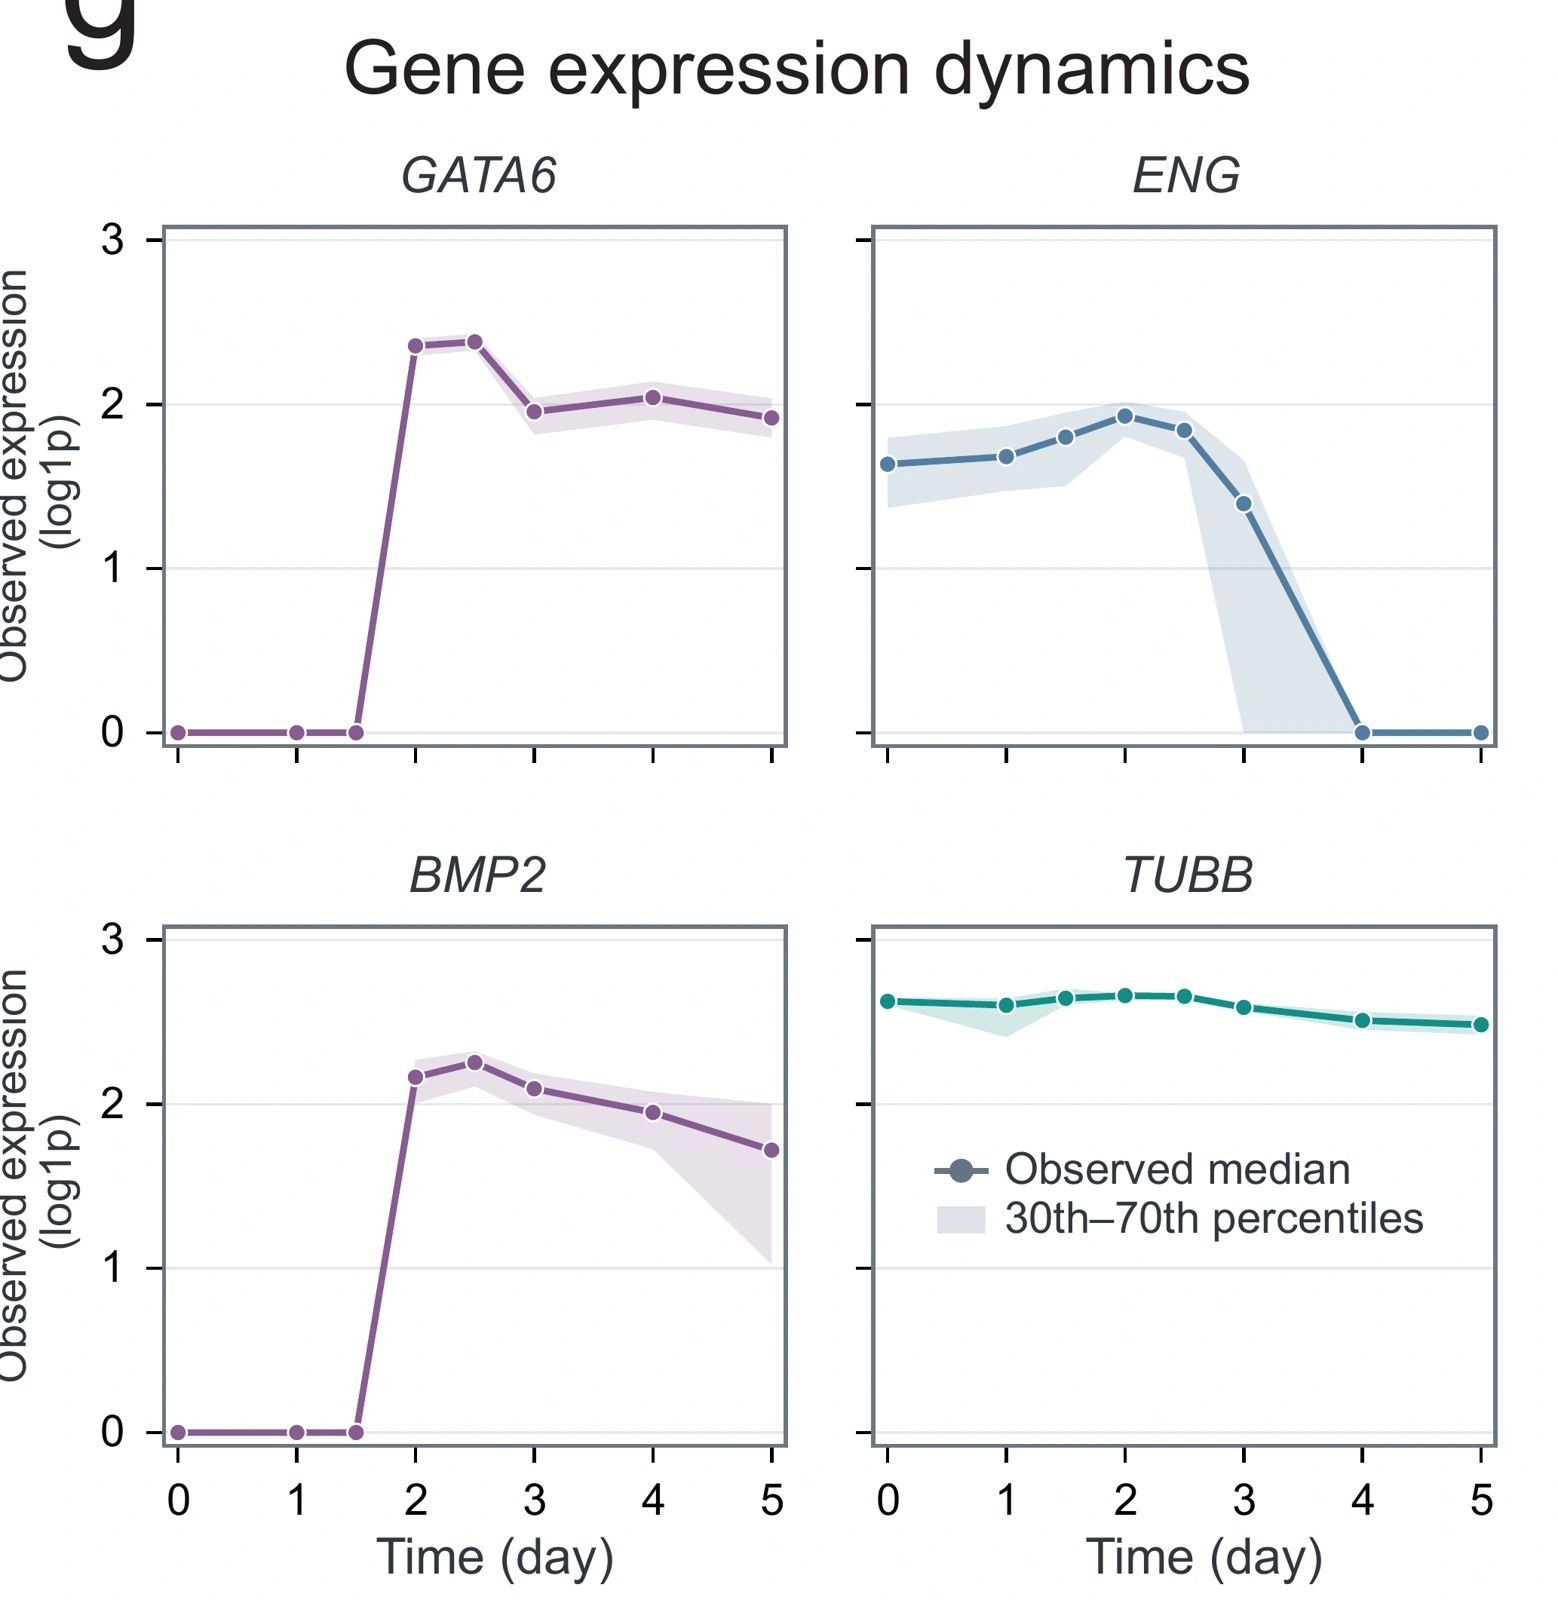 g
Gene expression dynamics
GATA6
ENG
Observed expression
(log1p)
3
2
1
0
BMP2
TUBB
Observed expression
(log1p)
3
2
1
0
Observed median
30th–70th percentiles
0 1 2 3 4 5
0 1 2 3 4 5
Time (day)
Time (day)